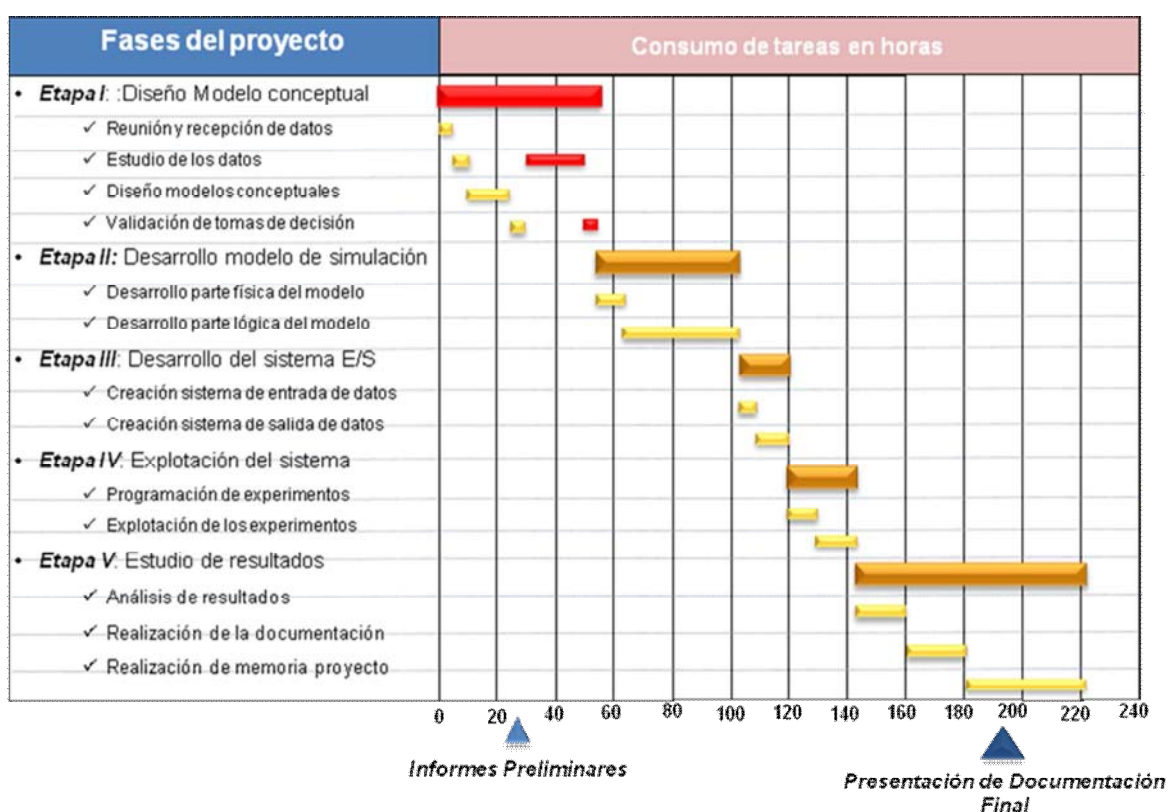 Fases del proyecto
Consumo de tareas en horas
• Etapa I: :Diseño Modelo conceptual
✓ Reunión y recepción de datos
✓ Estudio de los datos
✓ Diseño modelos conceptuales
✓ Validación de tomas de decisión
• Etapa II: Desarrollo modelo de simulación
✓ Desarrollo parte física del modelo
✓ Desarrollo parte lógica del modelo
• Etapa III: Desarrollo del sistema E/S
✓ Creación sistema de entrada de datos
✓ Creación sistema de salida de datos
• Etapa IV: Explotación del sistema
✓ Programación de experimentos
✓ Explotación de los experimentos
• Etapa V: Estudio de resultados
✓ Análisis de resultados
✓ Realización de la documentación
✓ Realización de memoria proyecto
0 20 40 60 80 100 120 140 160 180 200 220 240
Informes Preliminares
Presentación de Documentación
Final